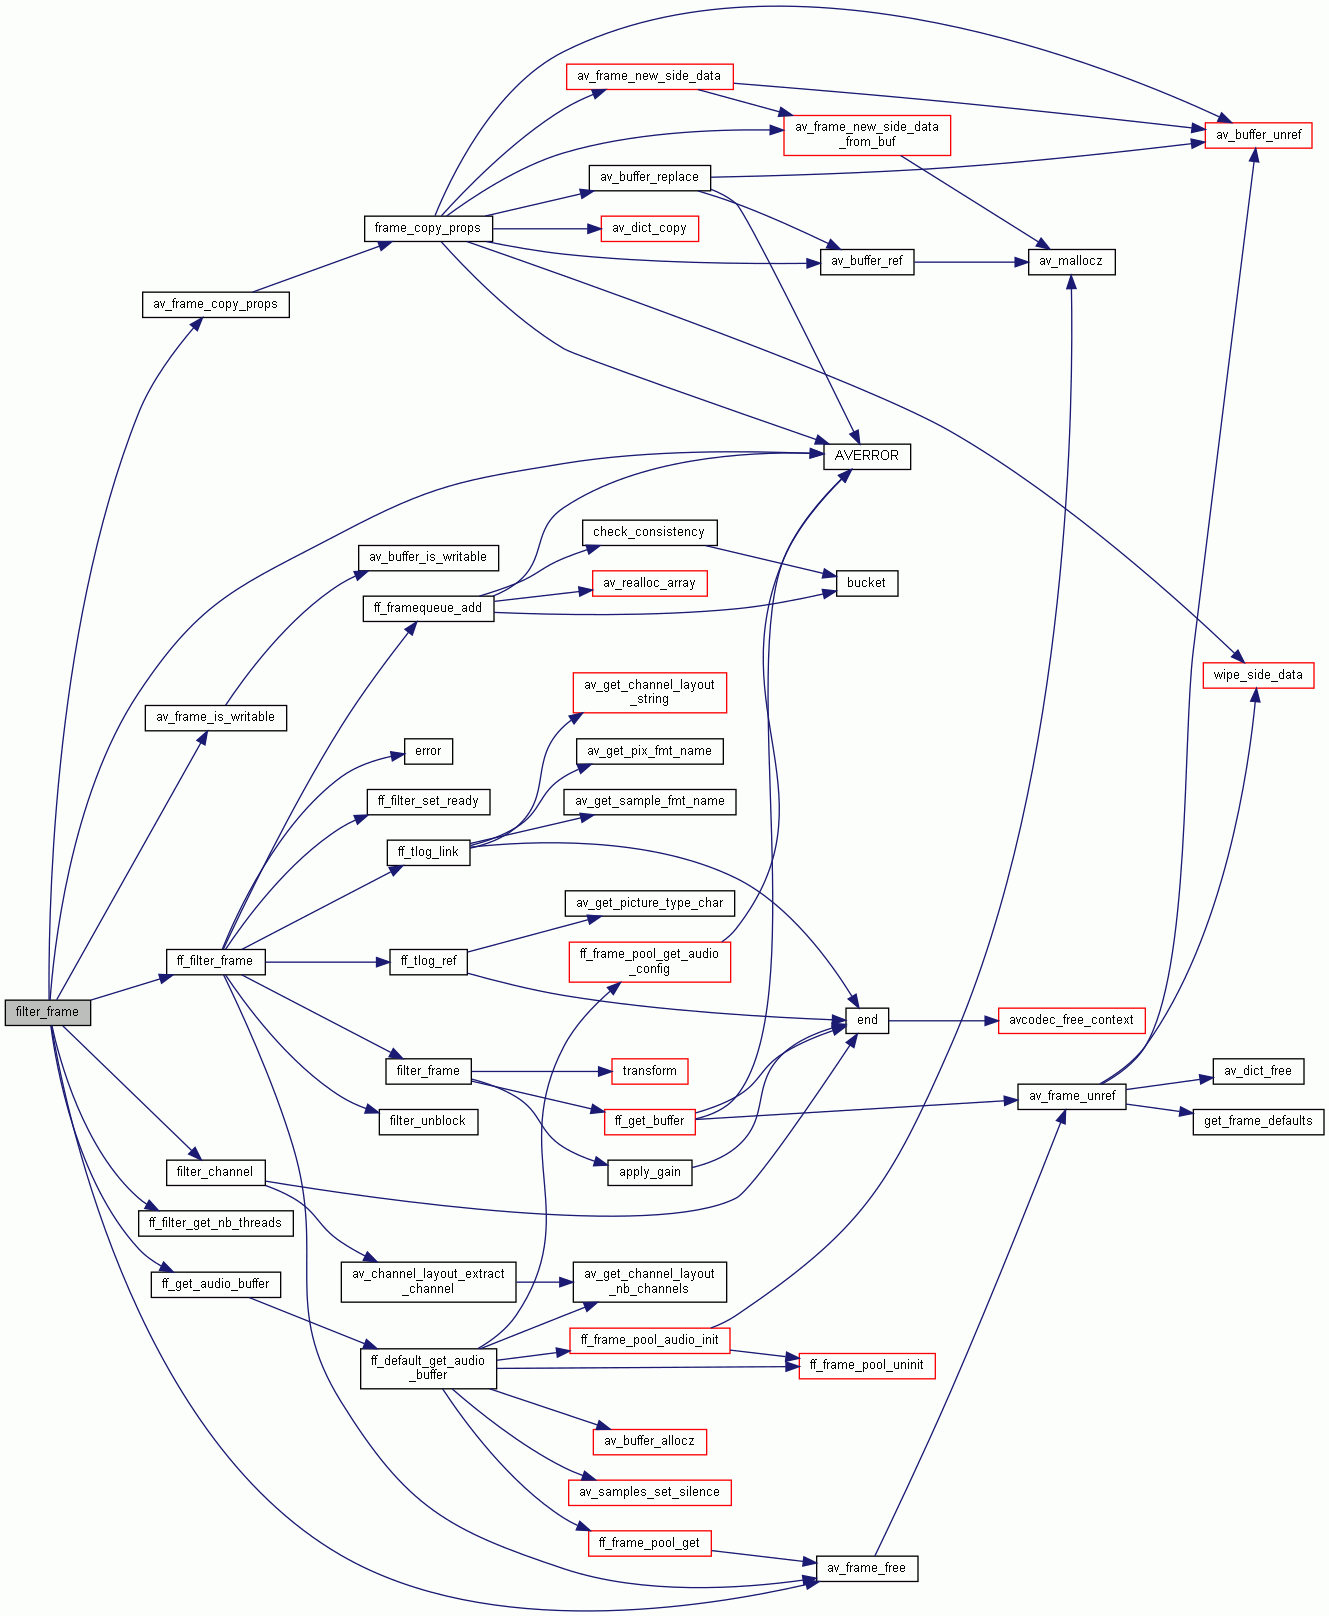 av_frame_new_side_data
av_frame_new_side_data
_from_buf
av_buffer_unref
av_buffer_replace
frame_copy_props
av_dict_copy
av_buffer_ref
av_mallocz
av_frame_copy_props
AVERROR
check_consistency
av_buffer_is_writable
av_realloc_array
bucket
ff_framequeue_add
wipe_side_data
av_get_channel_layout
_string
av_frame_is_writable
error
av_get_pix_fmt_name
ff_filter_set_ready
av_get_sample_fmt_name
ff_tlog_link
av_get_picture_type_char
ff_filter_frame
ff_tlog_ref
ff_frame_pool_get_audio
_config
filter_frame
end
avcodec_free_context
filter_frame
transform
av_dict_free
av_frame_unref
filter_unblock
ff_get_buffer
get_frame_defaults
filter_channel
apply_gain
ff_filter_get_nb_threads
ff_get_audio_buffer
av_channel_layout_extract
_channel
av_get_channel_layout
_nb_channels
ff_frame_pool_audio_init
ff_default_get_audio
_buffer
ff_frame_pool_uninit
av_buffer_allocz
av_samples_set_silence
ff_frame_pool_get
av_frame_free